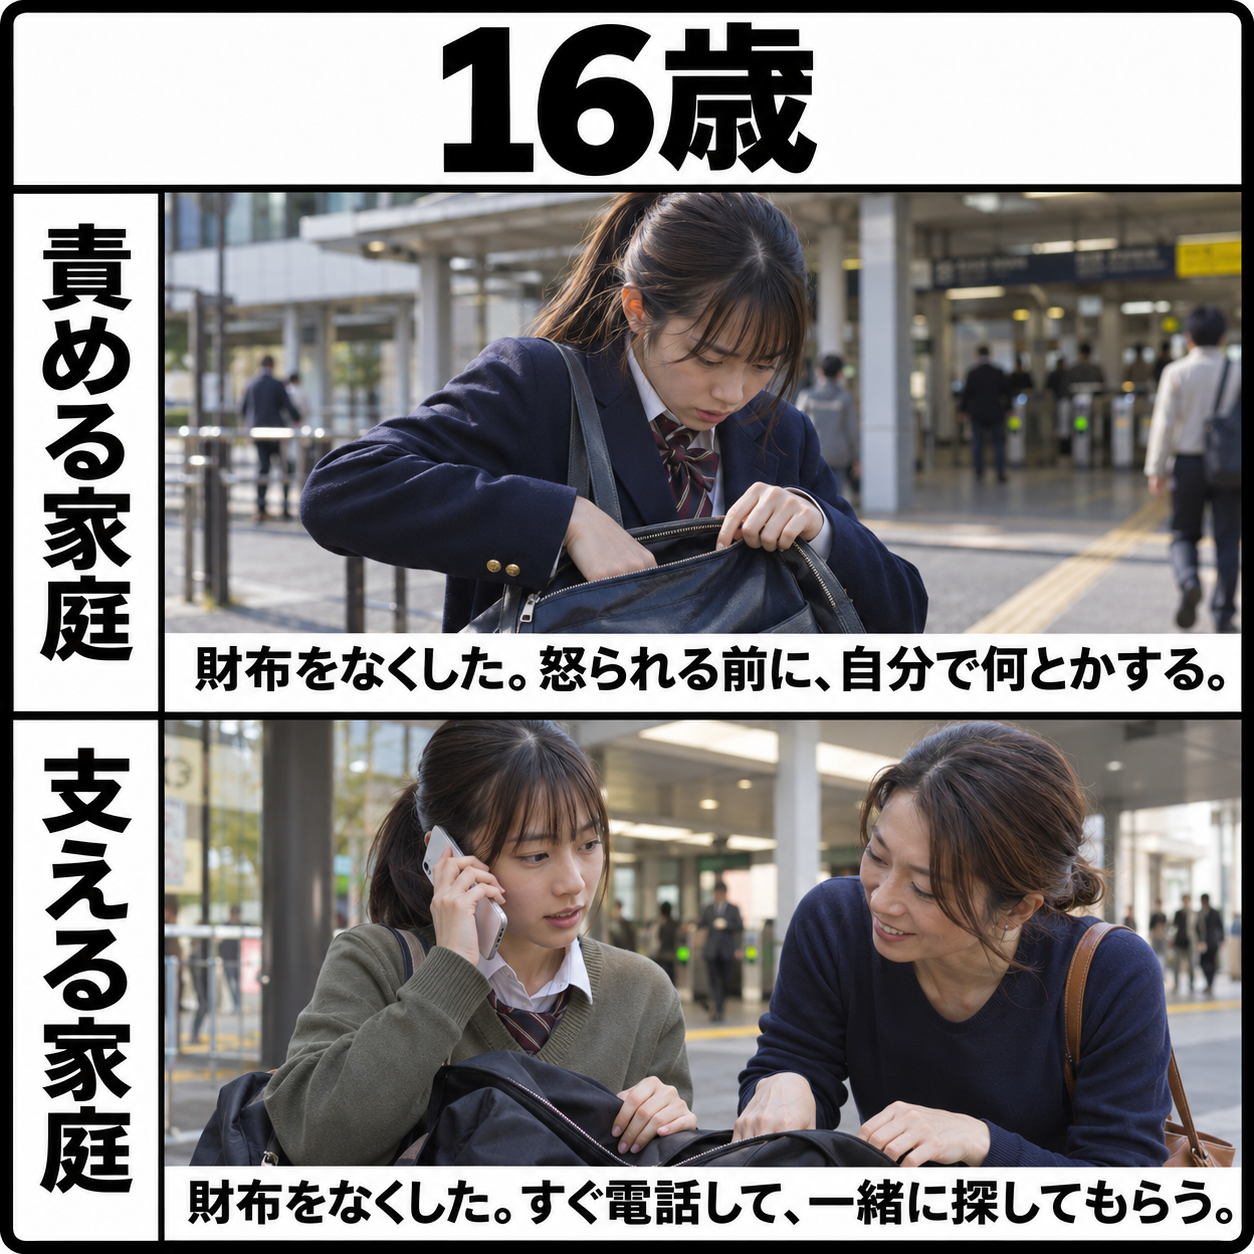 16歳
責める家庭
財布をなくした。怒られる前に、自分で何とかする。
支える家庭
財布をなくした。すぐ電話して、一緒に探してもらう。